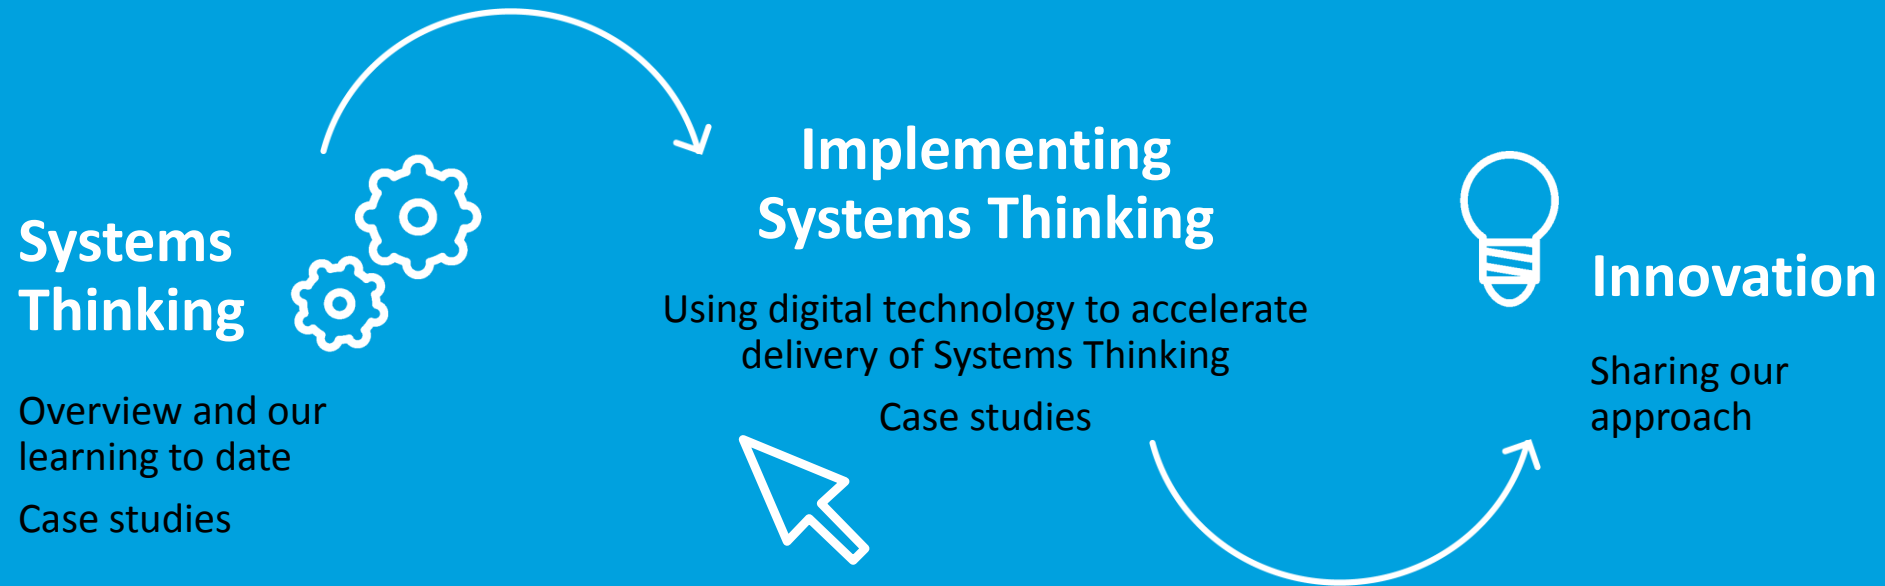 Systems
Thinking
Overview and our
learning to date
Case studies
Implementing
Systems Thinking
Using digital technology to accelerate
delivery of Systems Thinking
Case studies
Innovation
Sharing our
approach